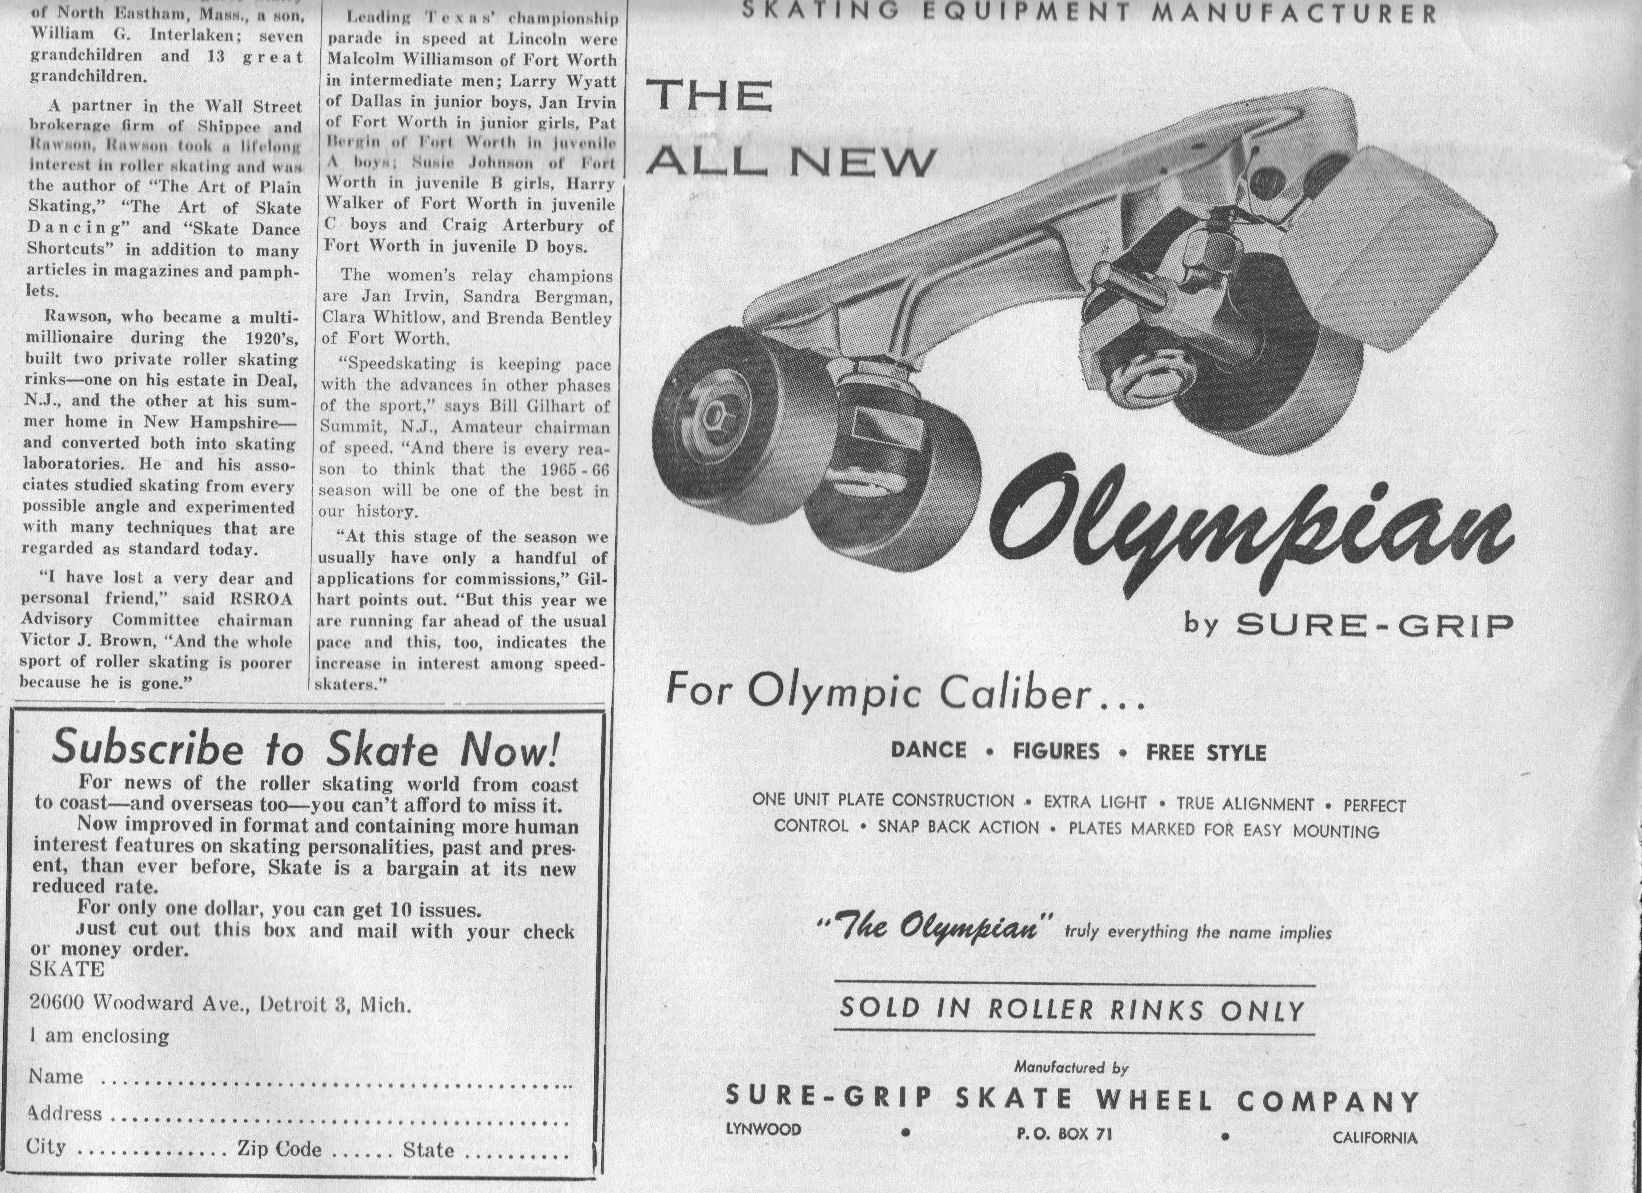 of North Eastham, Mass., a son,
William G. Interlaken; seven
grandchildren and 13 great
grandchildren.
A partner in the Wall Street
brokerage firm of Shippee and
Rawson, Rawson took a lifelong
interest in roller skating and was
the author of "The Art of Plain
Skating," "The Art of Skate
Dancing" and "Skate Dance
Shortcuts" in addition to many
articles in magazines and pamph-
lets.
Rawson, who became a multi-
millionaire during the 1920's,
built two private roller skating
rinks—one on his estate in Deal,
N.J., and the other at his sum-
mer home in New Hampshire—
and converted both into skating
laboratories. He and his asso-
ciates studied skating from every
possible angle and experimented
with many techniques that are
regarded as standard today.
"I have lost a very dear and
personal friend," said RSROA
Advisory Committee chairman
Victor J. Brown, "And the whole
sport of roller skating is poorer
because he is gone."
Leading Texas' championship
parade in speed at Lincoln were
Malcolm Williamson of Fort Worth
in intermediate men; Larry Wyatt
of Dallas in junior boys, Jan Irvin
of Fort Worth in junior girls, Pat
Bergin of Fort Worth in juvenile
A boys; Susie Johnson of Fort
Worth in juvenile B girls, Harry
Walker of Fort Worth in juvenile
C boys and Craig Arterbury of
Fort Worth in juvenile D boys.
The women's relay champions
are Jan Irvin, Sandra Bergman,
Clara Whitlow, and Brenda Bentley
of Fort Worth.
"Speedskating is keeping pace
with the advances in other phases
of the sport," says Bill Gilhart of
Summit, N.J., Amateur chairman
of speed. "And there is every rea-
son to think that the 1965-66
season will be one of the best in
our history.
"At this stage of the season we
usually have only a handful of
applications for commissions," Gil-
hart points out. "But this year we
are running far ahead of the usual
pace and this, too, indicates the
increase in interest among speed-
skaters."
Subscribe to Skate Now!
For news of the roller skating world from coast
to coast—and overseas too—you can't afford to miss it.
Now improved in format and containing more human
interest features on skating personalities, past and pres-
ent, than ever before, Skate is a bargain at its new
reduced rate.
For only one dollar, you can get 10 issues.
Just cut out this box and mail with your check
or money order.
SKATE
20600 Woodward Ave., Detroit 3, Mich.
I am enclosing
Name ........................................
Address ........................................
City .............. Zip Code ...... State ..........
SKATING EQUIPMENT MANUFACTURER
THE
ALL NEW
Olympian
by SURE-GRIP
For Olympic Caliber...
DANCE • FIGURES • FREE STYLE
ONE UNIT PLATE CONSTRUCTION • EXTRA LIGHT • TRUE ALIGNMENT • PERFECT
CONTROL • SNAP BACK ACTION • PLATES MARKED FOR EASY MOUNTING
"The Olympian" truly everything the name implies
SOLD IN ROLLER RINKS ONLY
Manufactured by
SURE-GRIP SKATE WHEEL COMPANY
LYNWOOD • P.O. BOX 71 • CALIFORNIA